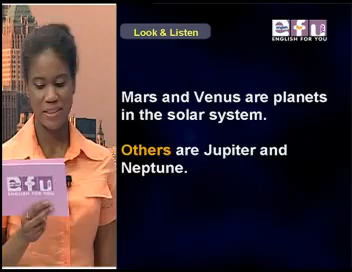 Look & Listen
efu
ENGLISH FOR YOU
Mars and Venus are planets
in the solar system.
Others are Jupiter and
Neptune.
efu
ENGLISH FOR YOU